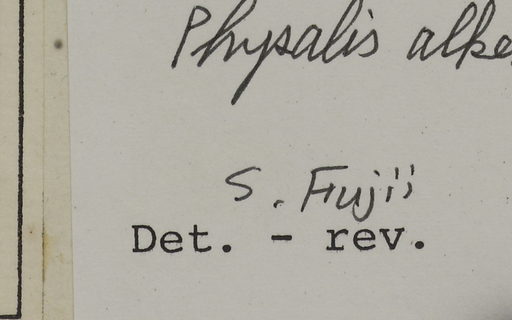 Physalis alke
S. Fujii
Det. - rev.